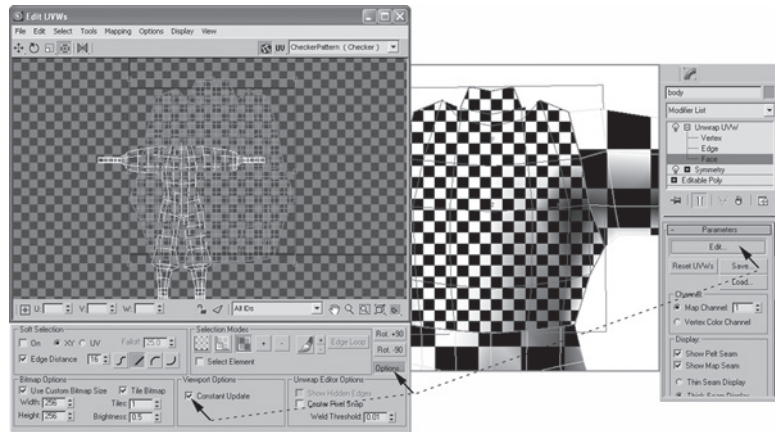 Edit UVWs
File Edit Select Tools Mapping Options Display View
UV CheckerPattern ( Checker )
U: V: W: All IDs
Soft Selection
On XY UV Falloff: 25.0
Edge Distance 16
Selection Modes
+ - + - Edge Loop
Select Element
Rot. +90
Rot. -90
Options...
Bitmap Options
Use Custom Bitmap Size Tile Bitmap
Width: 256 Tiles: 1
Height: 256 Brightness: 0.5
Viewport Options
Constant Update
Unwrap Editor Options
Show Hidden Edges
Center Pixel Snap
Weld Threshold: 0.01
body
Modifier List
Unwrap UVW
Vertex
Edge
Face
Symmetry
Editable Poly
- Parameters
Edit...
Reset UVWs Save...
Load...
Channel:
Map Channel: 1
Vertex Color Channel
Display:
Show Pelt Seam
Show Map Seam
Thin Seam Display
Thick Seam Display